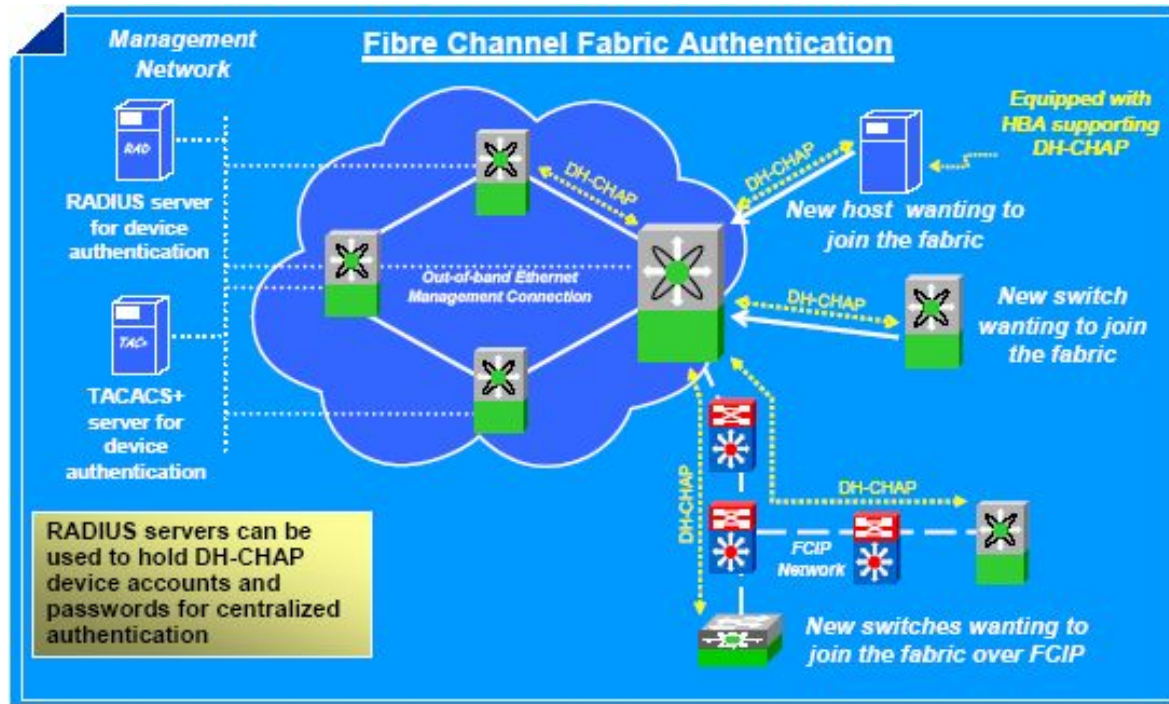 Management
Network
Fibre Channel Fabric Authentication
RAD
RADIUS server
for device
authentication
TAC+
TACACS+
server for
device
authentication
RADIUS servers can be
used to hold DH-CHAP
device accounts and
passwords for centralized
authentication
DH-CHAP
Out-of-band Ethernet
Management Connection
DH-CHAP
Equipped with
HBA supporting
DH-CHAP
New host wanting to
join the fabric
DH-CHAP
New switch
wanting to join
the fabric
DH-CHAP
DH-CHAP
FCIP
Network
New switches wanting to
join the fabric over FCIP